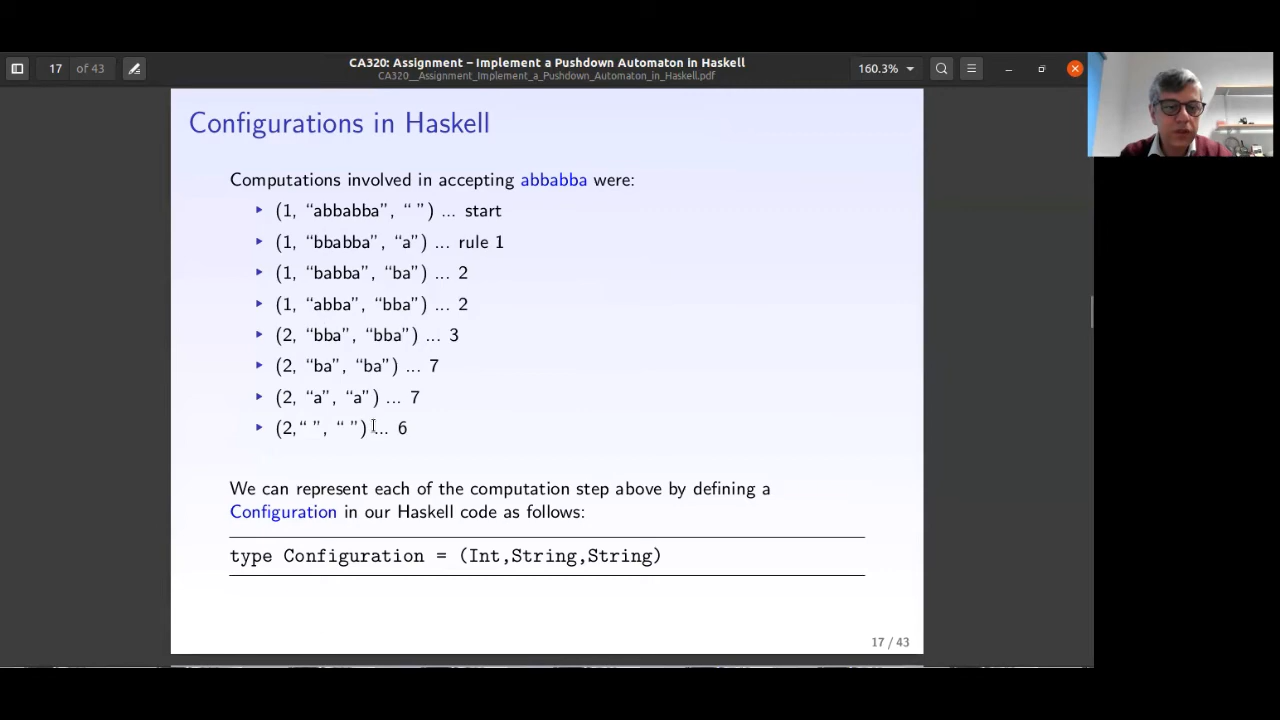 17 of 43
CA320: Assignment – Implement a Pushdown Automaton in Haskell
CA320__Assignment_Implement_a_Pushdown_Automaton_in_Haskell.pdf
160.3%
Configurations in Haskell
Computations involved in accepting abbabba were:
(1, “abbabba”, “ ”) ... start
(1, “bbabba”, “a”) ... rule 1
(1, “babba”, “ba”) ... 2
(1, “abba”, “bba”) ... 2
(2, “bba”, “bba”) ... 3
(2, “ba”, “ba”) ... 7
(2, “a”, “a”) ... 7
(2,“ ”, “ ”) ... 6
We can represent each of the computation step above by defining a
Configuration in our Haskell code as follows:
type Configuration = (Int,String,String)
17 / 43